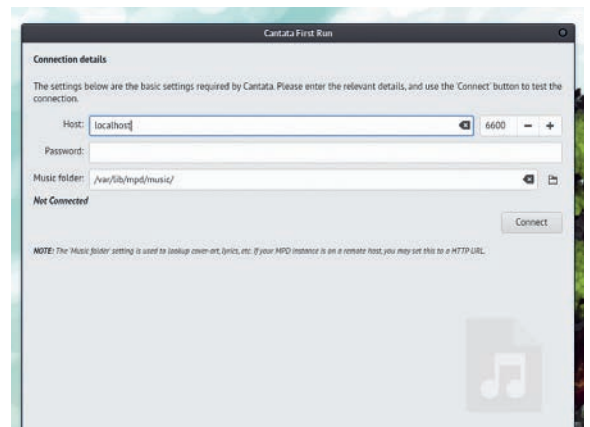 Cantata First Run
Connection details
The settings below are the basic settings required by Cantata. Please enter the relevant details, and use the 'Connect' button to test the
connection.
Host: localhost 6600 - +
Password:
Music folder: /var/lib/mpd/music/
Not Connected
Connect
NOTE: The 'Music folder' setting is used to lookup cover-art, lyrics, etc. If your MPD instance is on a remote host, you may set this to a HTTP URL.